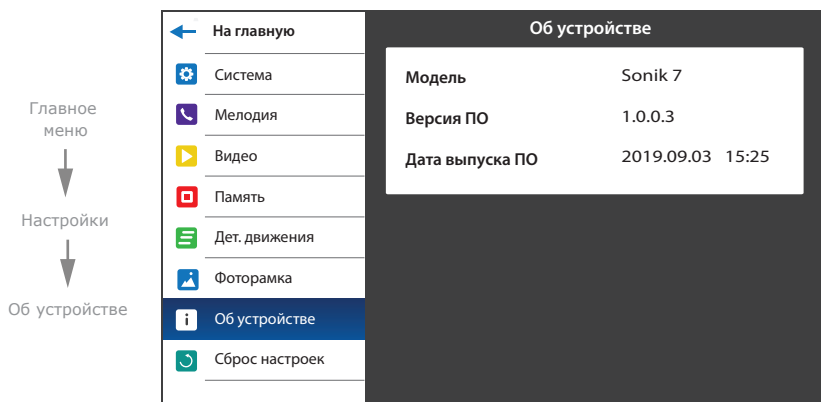 Главное
меню
Настройки
Об устройстве
На главную
Система
Мелодия
Видео
Память
Дет. движения
Фоторамка
Об устройстве
Сброс настроек
Об устройстве
Модель Sonik 7
Версия ПО 1.0.0.3
Дата выпуска ПО 2019.09.03 15:25